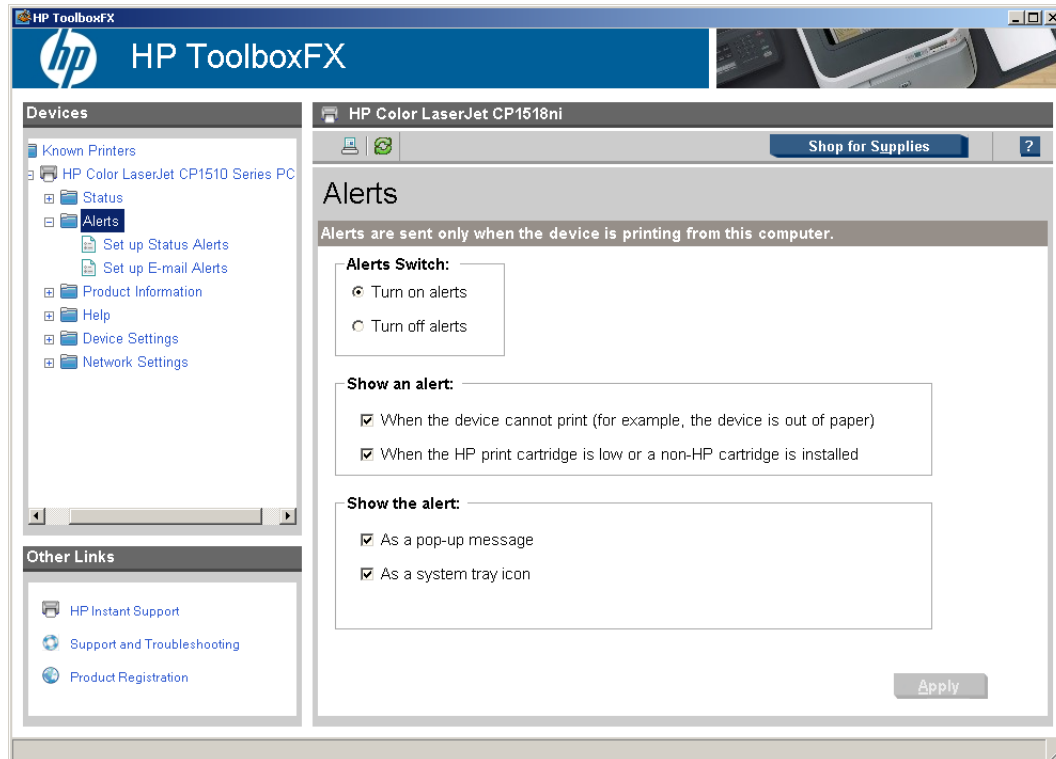 HP ToolboxFX
hp
HP ToolboxFX
Devices
Known Printers
HP Color LaserJet CP1510 Series PC
Status
Alerts
Set up Status Alerts
Set up E-mail Alerts
Product Information
Help
Device Settings
Network Settings
Other Links
HP Instant Support
Support and Troubleshooting
Product Registration
HP Color LaserJet CP1518ni
Shop for Supplies
?
Alerts
Alerts are sent only when the device is printing from this computer.
Alerts Switch:
Turn on alerts
Turn off alerts
Show an alert:
When the device cannot print (for example, the device is out of paper)
When the HP print cartridge is low or a non-HP cartridge is installed
Show the alert:
As a pop-up message
As a system tray icon
Apply